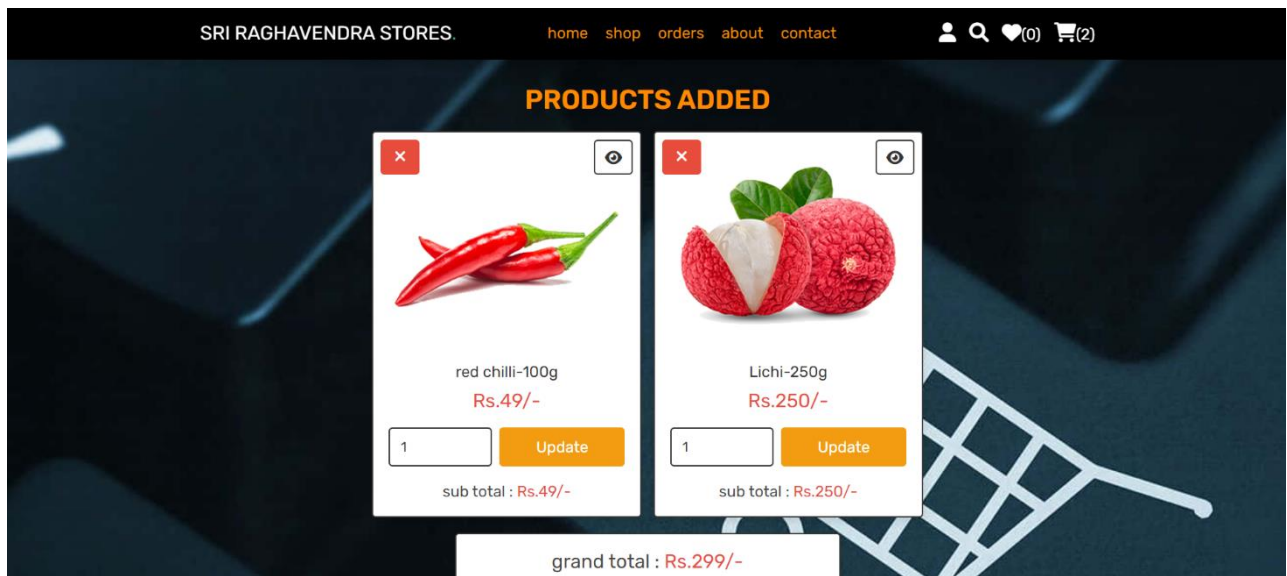 SRI RAGHAVENDRA STORES.
home shop orders about contact
(0) (2)
PRODUCTS ADDED
red chilli-100g
Rs.49/-
1 Update
sub total : Rs.49/-
Lichi-250g
Rs.250/-
1 Update
sub total : Rs.250/-
grand total : Rs.299/-